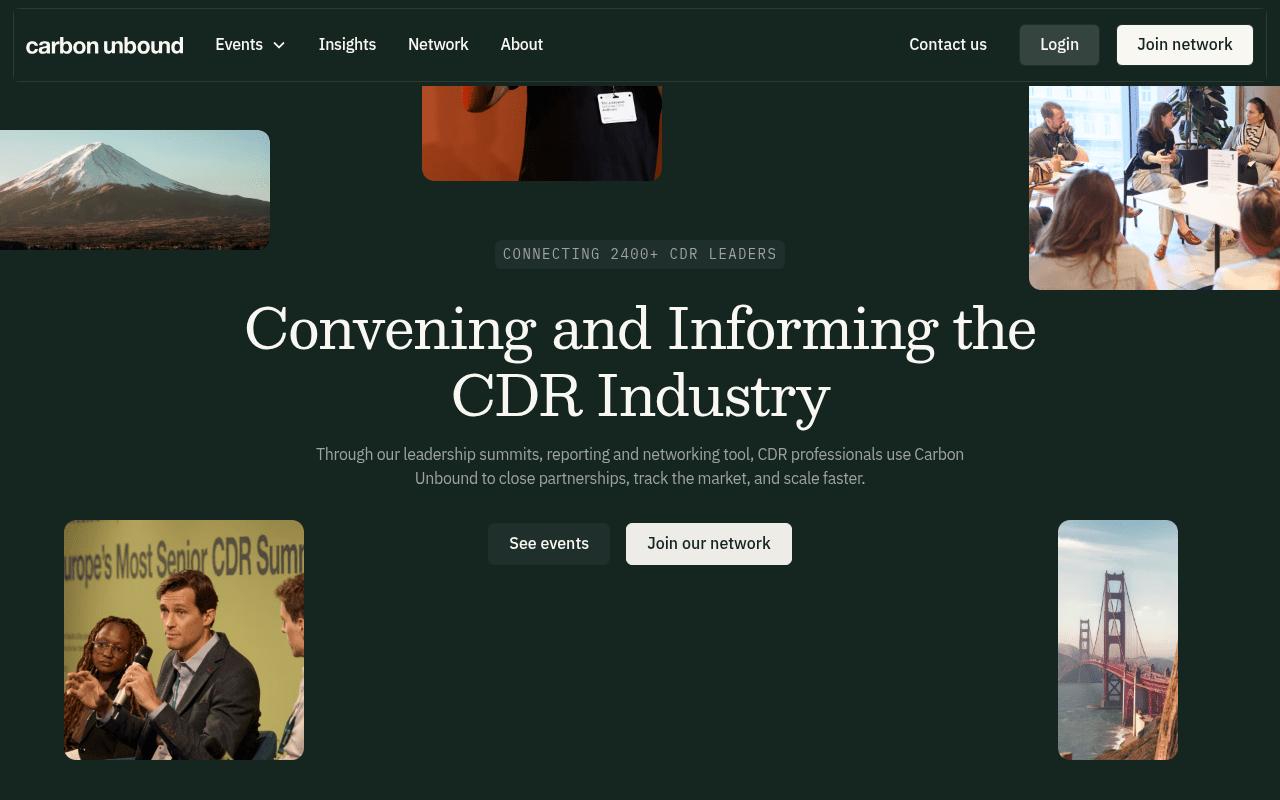 carbon unbound
Events
Insights
Network
About
Contact us
Login
Join network
CONNECTING 2400+ CDR LEADERS
Convening and Informing the
CDR Industry
Through our leadership summits, reporting and networking tool, CDR professionals use Carbon
Unbound to close partnerships, track the market, and scale faster.
See events
Join our network
urope's Most Senior CDR Summ